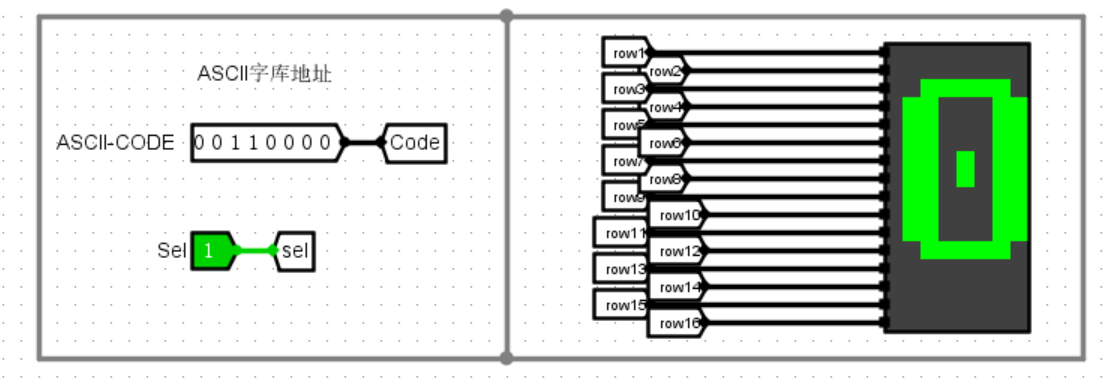 ASCII字库地址
ASCII-CODE 0 0 1 1 0 0 0 0 Code
Sel 1 sel
row1
row2
row3
row4
row5
row6
row7
row8
row9
row10
row11
row12
row13
row14
row15
row16
0